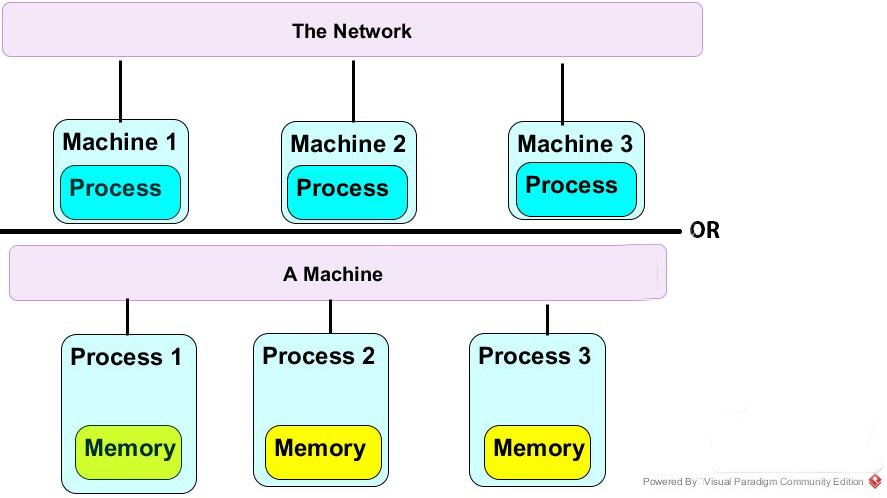 The Network
Machine 1
Machine 2
Machine 3
Process
Process
Process
OR
A Machine
Process 1
Process 2
Process 3
Memory
Memory
Memory
Powered By Visual Paradigm Community Edition